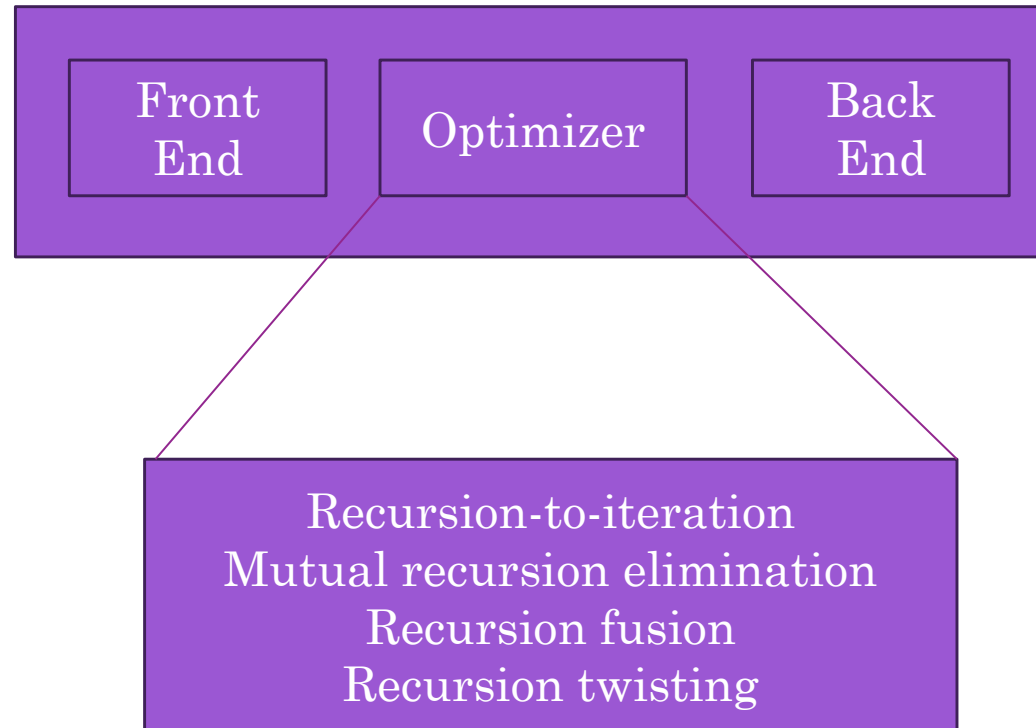 Front
End
Optimizer
Back
End
Recursion-to-iteration
Mutual recursion elimination
Recursion fusion
Recursion twisting